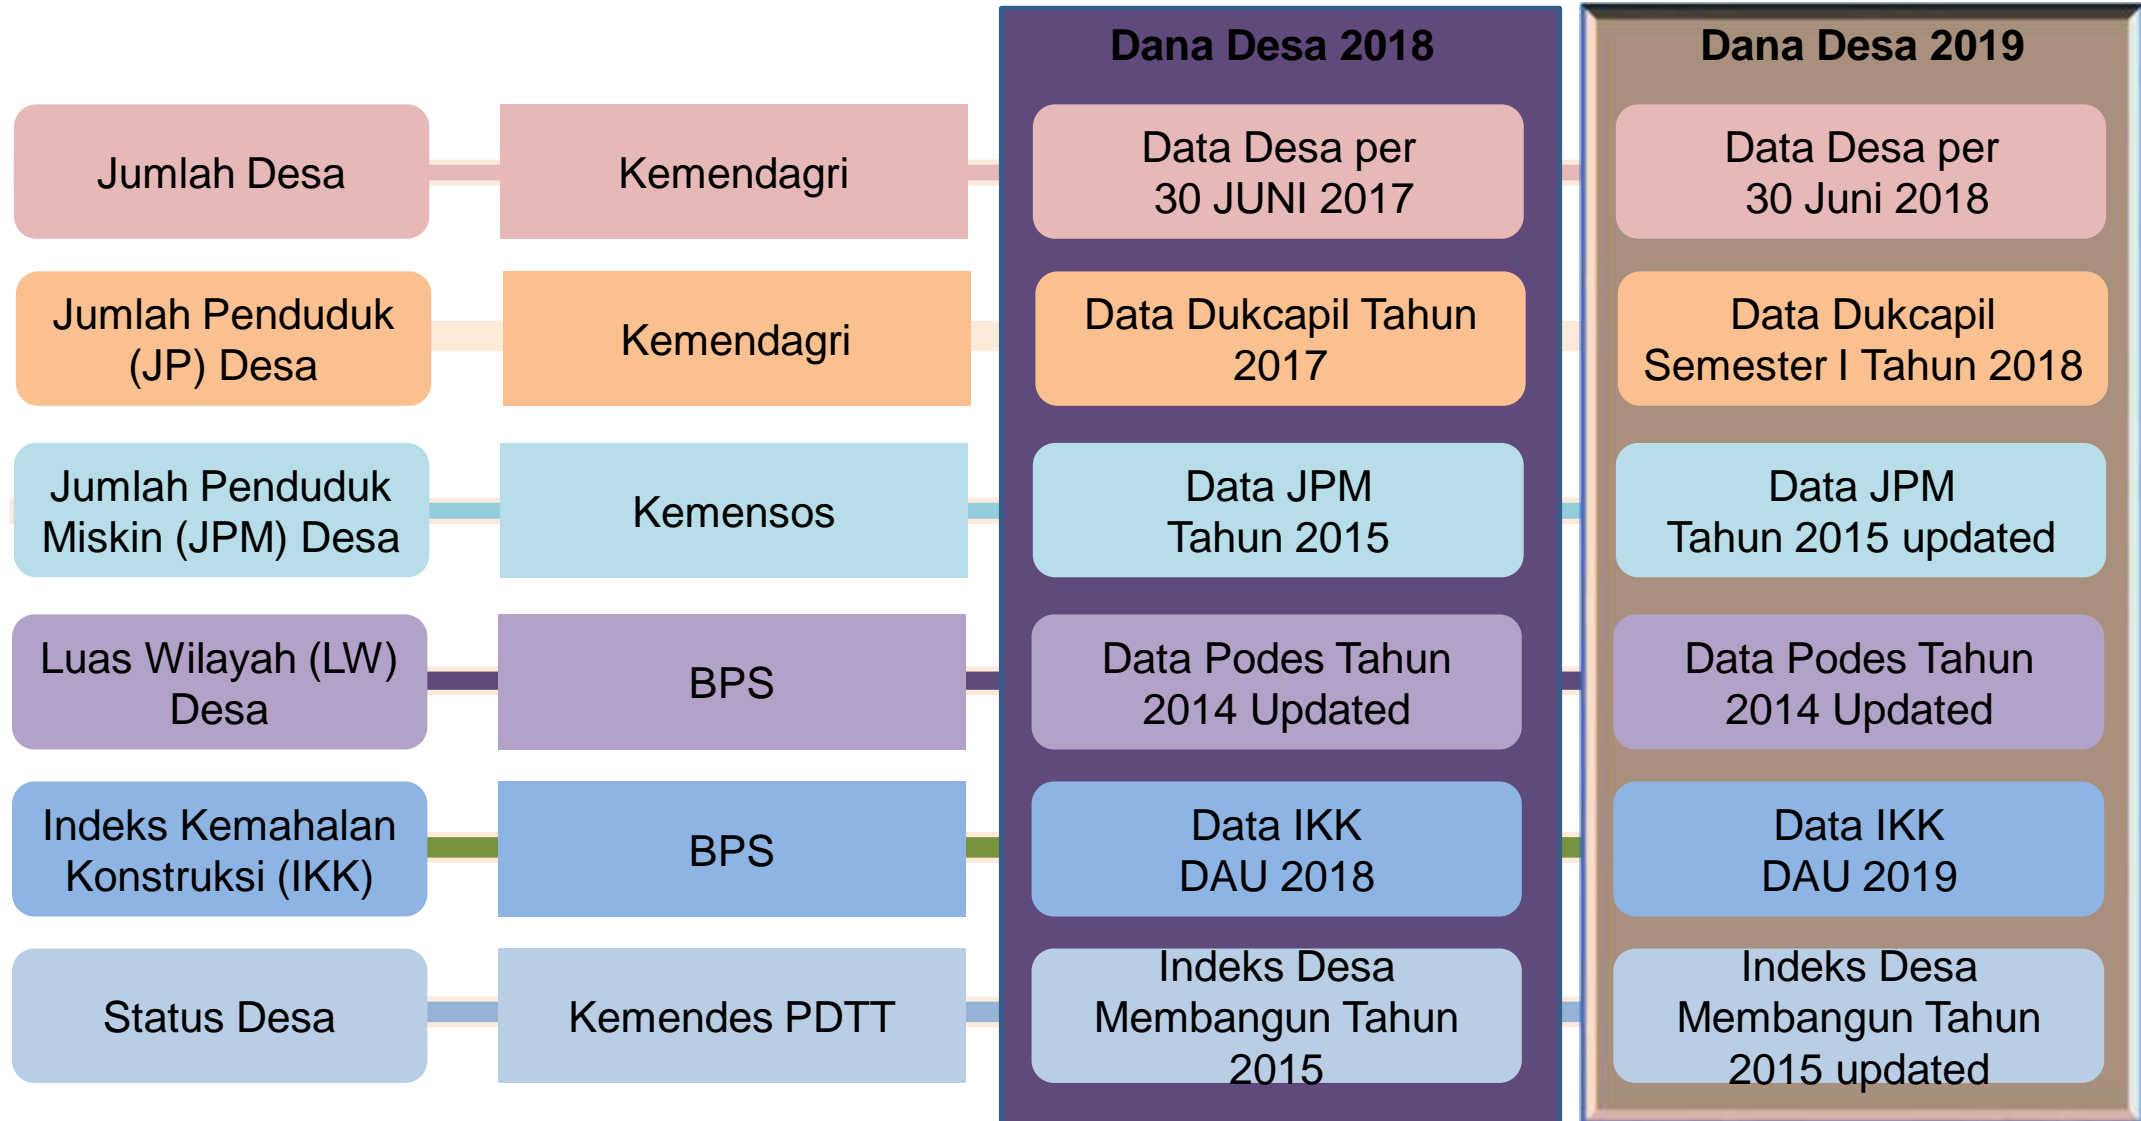 Dana Desa 2018
Dana Desa 2019
Jumlah Desa
Kemendagri
Data Desa per
30 JUNI 2017
Data Desa per
30 Juni 2018
Jumlah Penduduk
(JP) Desa
Kemendagri
Data Dukcapil Tahun
2017
Data Dukcapil
Semester I Tahun 2018
Jumlah Penduduk
Miskin (JPM) Desa
Kemensos
Data JPM
Tahun 2015
Data JPM
Tahun 2015 updated
Luas Wilayah (LW)
Desa
BPS
Data Podes Tahun
2014 Updated
Data Podes Tahun
2014 Updated
Indeks Kemahalan
Konstruksi (IKK)
BPS
Data IKK
DAU 2018
Data IKK
DAU 2019
Status Desa
Kemendes PDTT
Indeks Desa
Membangun Tahun
2015
Indeks Desa
Membangun Tahun
2015 updated